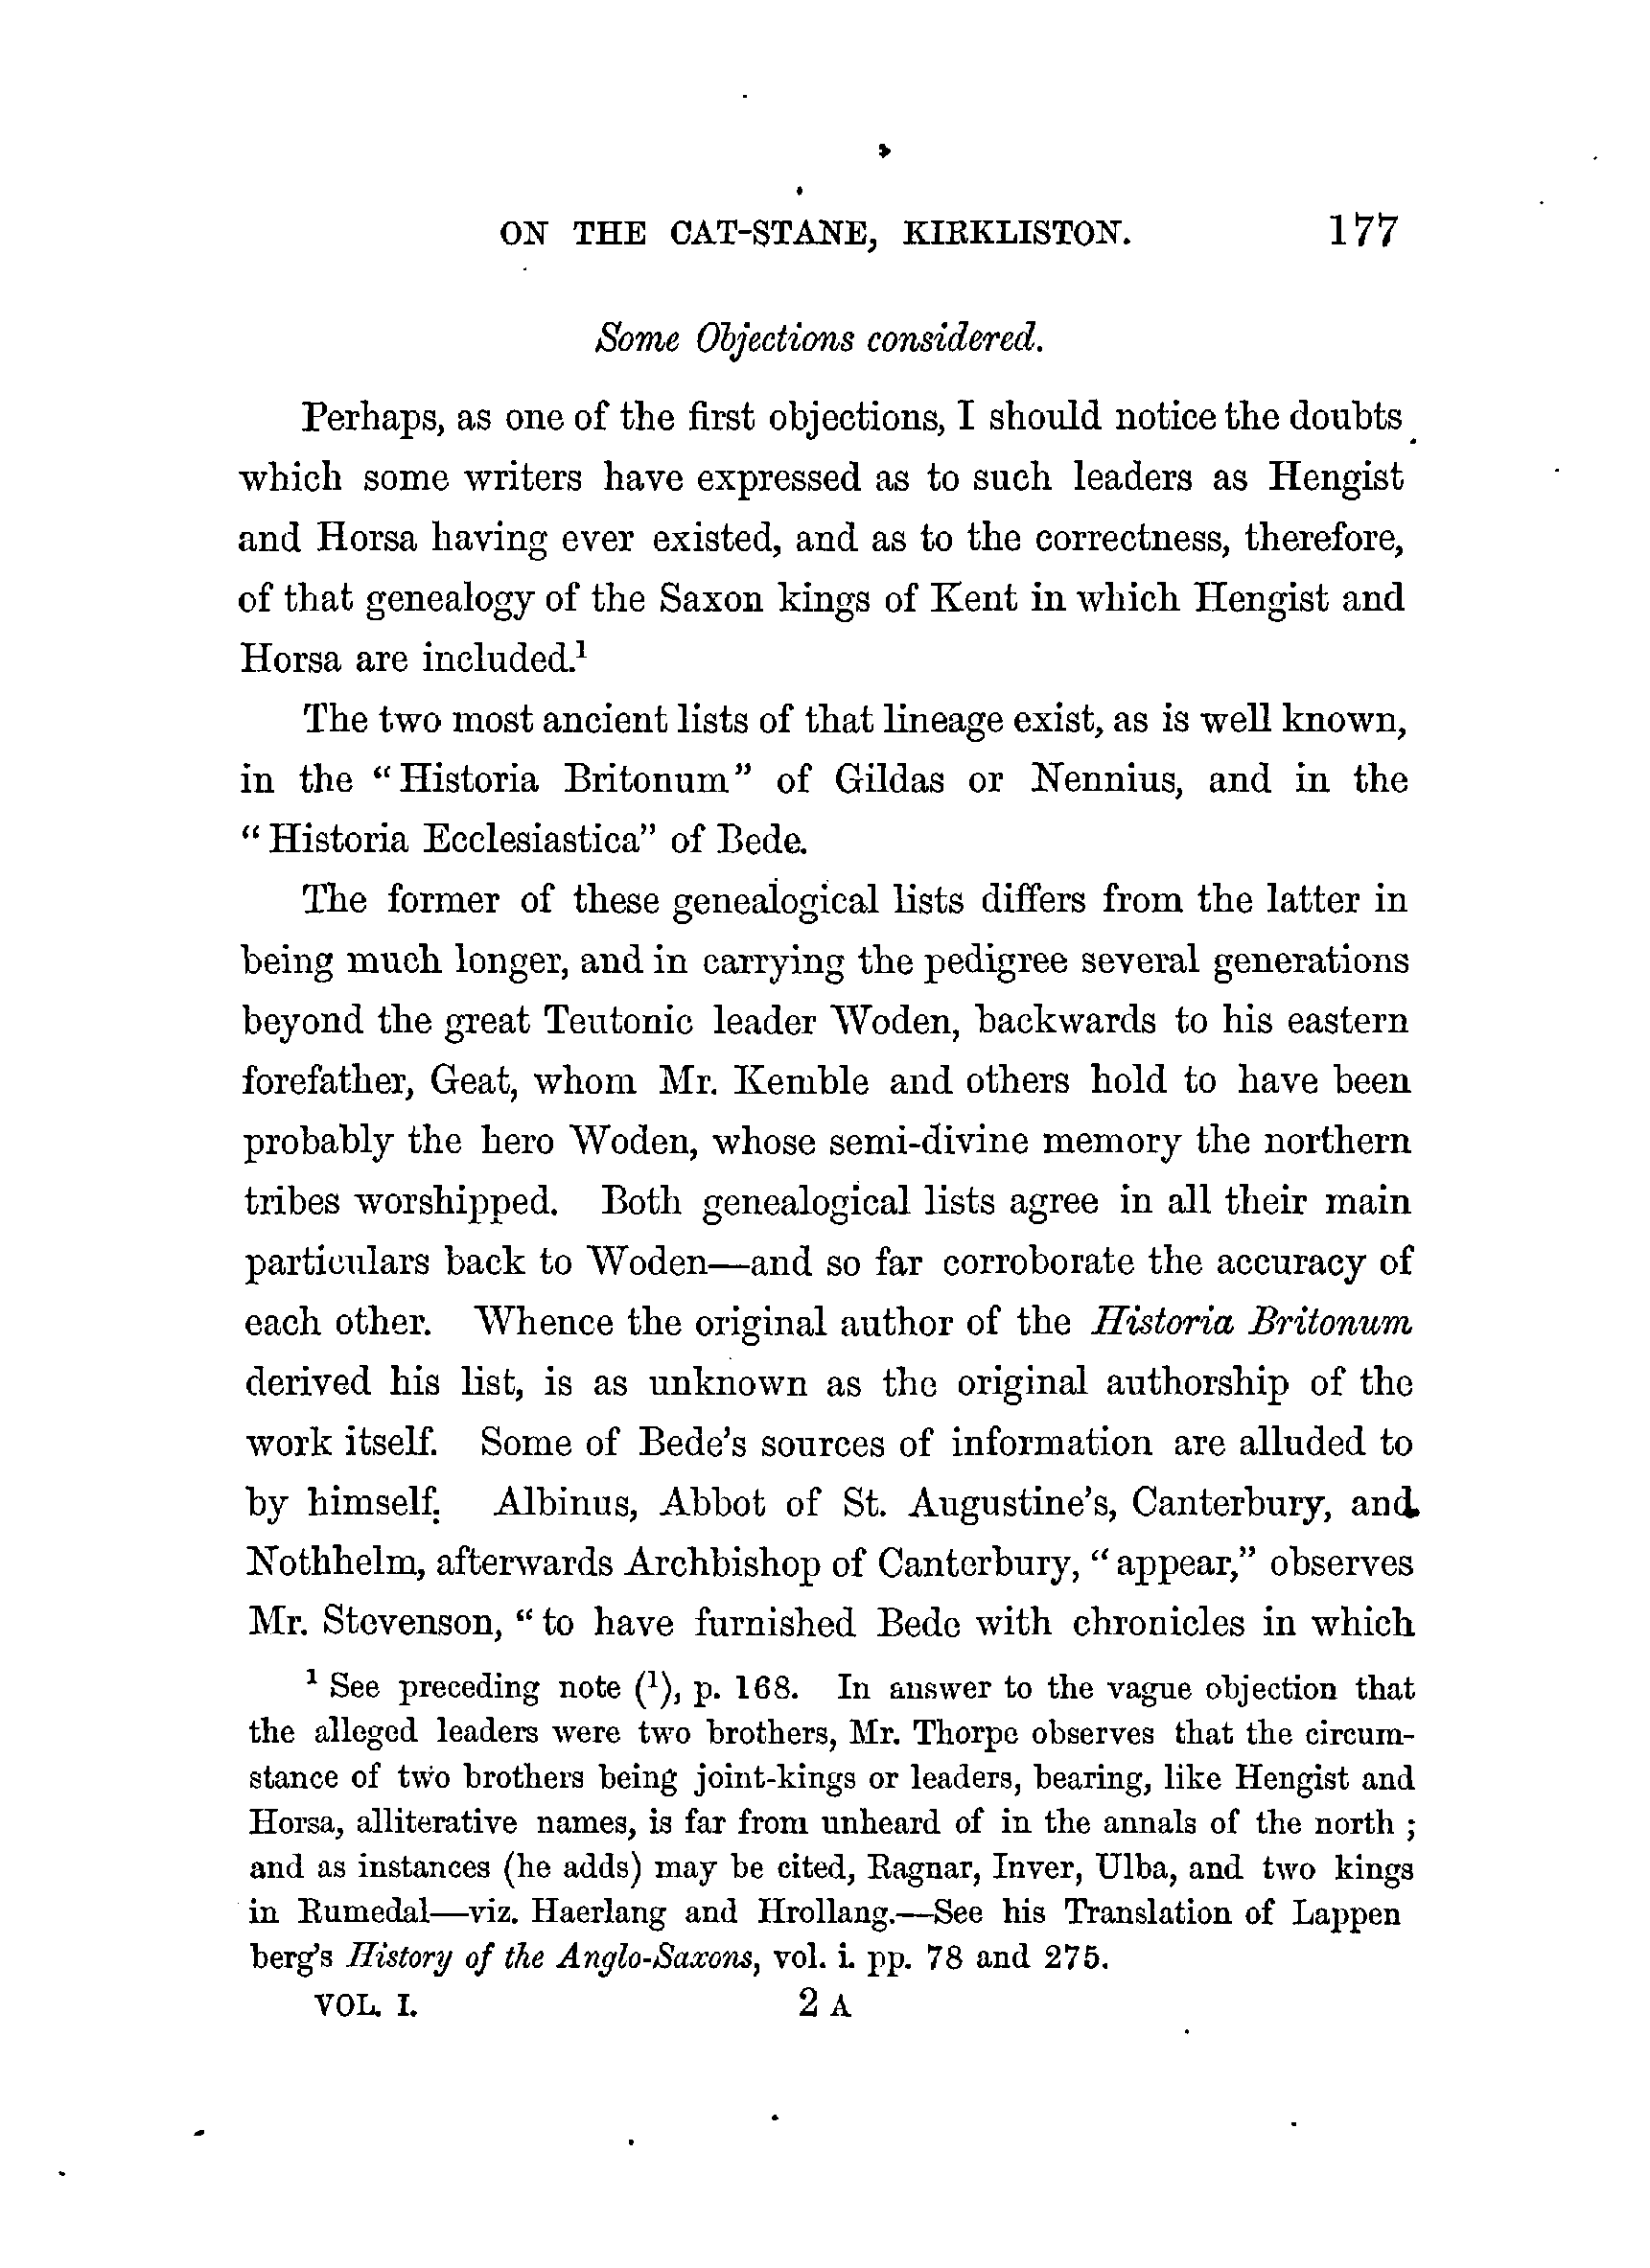 ON THE CAT-STANE, KIRKLISTON. 177
Some Objections considered.
Perhaps, as one of the first objections, I should notice the doubts
which some writers have expressed as to such leaders as Hengist
and Horsa having ever existed, and as to the correctness, therefore,
of that genealogy of the Saxon kings of Kent in which Hengist and
Horsa are included.¹
The two most ancient lists of that lineage exist, as is well known,
in the “Historia Britonum” of Gildas or Nennius, and in the
“Historia Ecclesiastica” of Bede.
The former of these genealogical lists differs from the latter in
being much longer, and in carrying the pedigree several generations
beyond the great Teutonic leader Woden, backwards to his eastern
forefather, Geat, whom Mr. Kemble and others hold to have been
probably the hero Woden, whose semi-divine memory the northern
tribes worshipped. Both genealogical lists agree in all their main
particulars back to Woden—and so far corroborate the accuracy of
each other. Whence the original author of the Historia Britonum
derived his list, is as unknown as the original authorship of the
work itself. Some of Bede's sources of information are alluded to
by himself. Albinus, Abbot of St. Augustine's, Canterbury, and
Nothhelm, afterwards Archbishop of Canterbury, “appear,” observes
Mr. Stevenson, “to have furnished Bede with chronicles in which
¹ See preceding note (¹), p. 168. In answer to the vague objection that
the alleged leaders were two brothers, Mr. Thorpe observes that the circum-
stance of two brothers being joint-kings or leaders, bearing, like Hengist and
Horsa, alliterative names, is far from unheard of in the annals of the north ;
and as instances (he adds) may be cited, Ragnar, Inver, Ulba, and two kings
in Rumedal—viz. Haerlang and Hrollang.—See his Translation of Lappen
berg's History of the Anglo-Saxons, vol. i. pp. 78 and 275.
VOL. I. 2 A